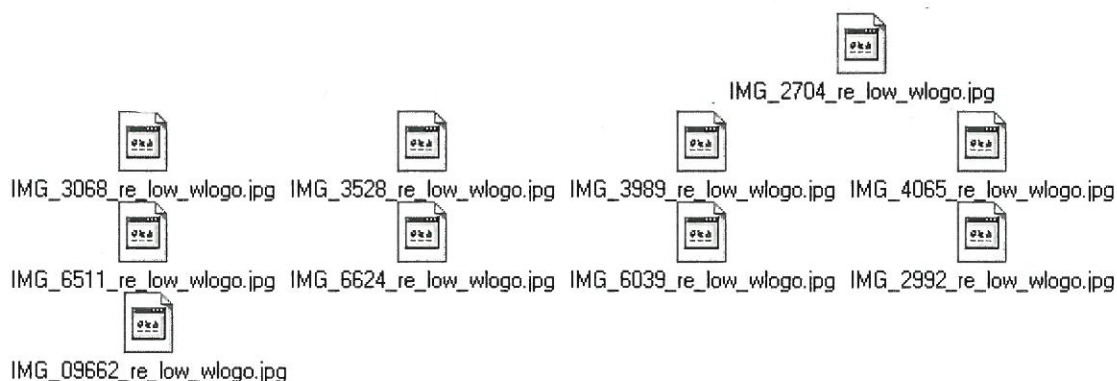 IMG_2704_re_low_wlogo.jpg
IMG_3068_re_low_wlogo.jpg IMG_3528_re_low_wlogo.jpg IMG_3989_re_low_wlogo.jpg IMG_4065_re_low_wlogo.jpg
IMG_6511_re_low_wlogo.jpg IMG_6624_re_low_wlogo.jpg IMG_6039_re_low_wlogo.jpg IMG_2992_re_low_wlogo.jpg
IMG_09662_re_low_wlogo.jpg